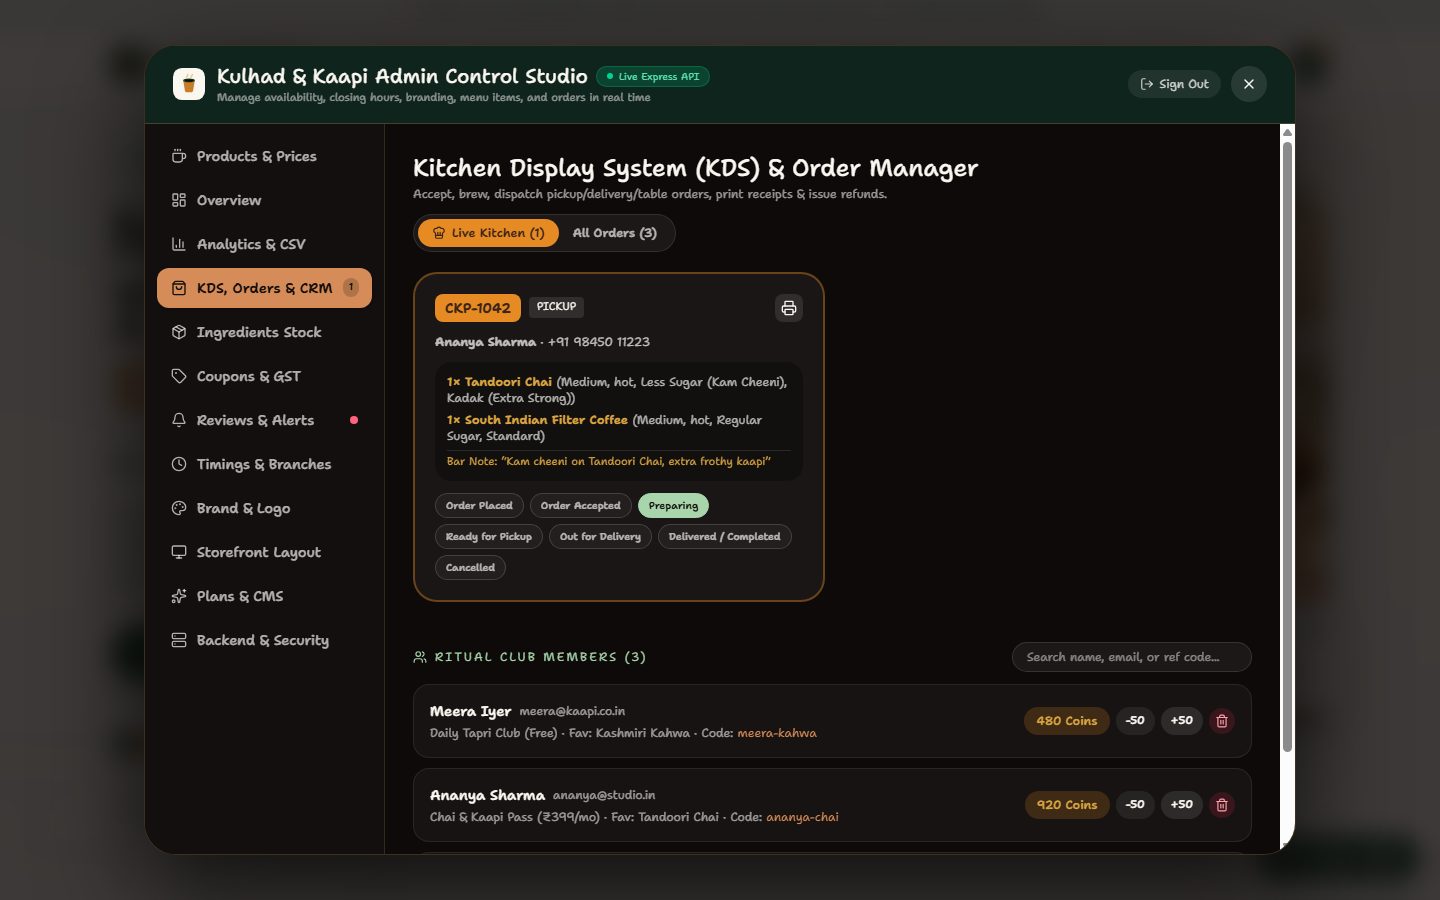 Kulhad & Kaapi Admin Control Studio
Live Express API
Manage availability, closing hours, branding, menu items, and orders in real time
Sign Out
Products & Prices
Overview
Analytics & CSV
KDS, Orders & CRM 1
Ingredients Stock
Coupons & GST
Reviews & Alerts
Timings & Branches
Brand & Logo
Storefront Layout
Plans & CMS
Backend & Security
Kitchen Display System (KDS) & Order Manager
Accept, brew, dispatch pickup/delivery/table orders, print receipts & issue refunds.
Live Kitchen (1)
All Orders (3)
CKP-1042
PICKUP
Ananya Sharma · +91 98450 11223
1× Tandoori Chai (Medium, hot, Less Sugar (Kam Cheeni),
Kadak (Extra Strong))
1× South Indian Filter Coffee (Medium, hot, Regular
Sugar, Standard)
Bar Note: "Kam cheeni on Tandoori Chai, extra frothy kaapi"
Order Placed
Order Accepted
Preparing
Ready for Pickup
Out for Delivery
Delivered / Completed
Cancelled
RITUAL CLUB MEMBERS (3)
Search name, email, or ref code...
Meera Iyer meera@kaapi.co.in
Daily Tapri Club (Free) · Fav: Kashmiri Kahwa · Code: meera-kahwa
480 Coins
-50
+50
Ananya Sharma ananya@studio.in
Chai & Kaapi Pass (₹399/mo) · Fav: Tandoori Chai · Code: ananya-chai
920 Coins
-50
+50